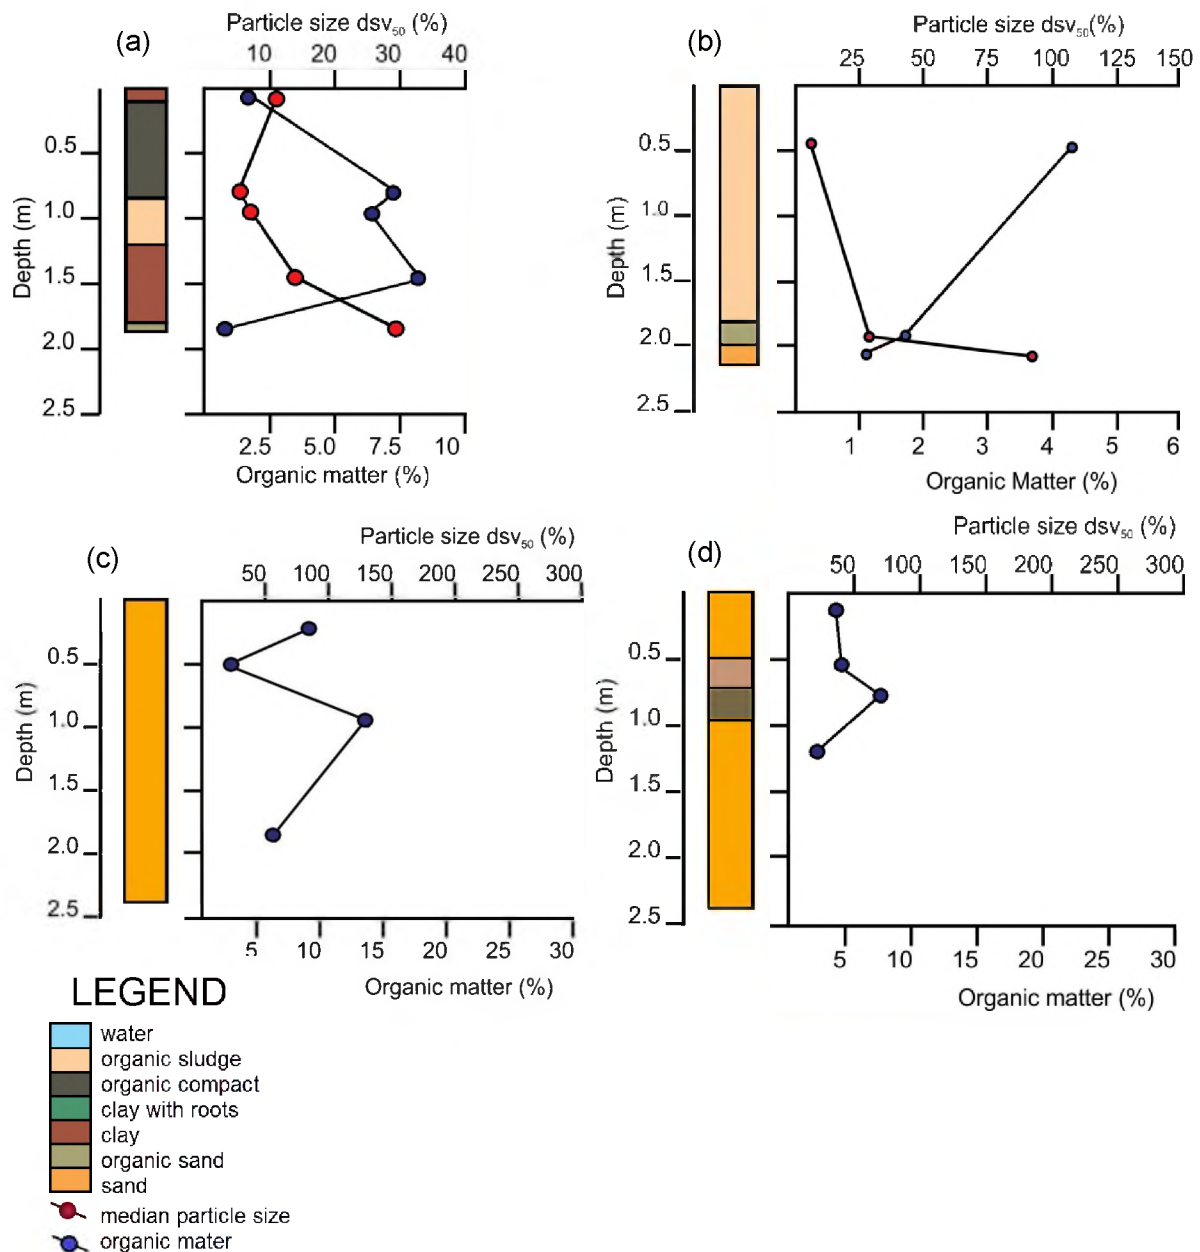 (a)
Particle size dsv50 (%)
10 20 30 40
0.5
1.0
1.5
2.0
2.5
Depth (m)
2.5 5.0 7.5 10
Organic matter (%)
(b)
Particle size dsv50(%)
25 50 75 100 125 150
0.5
1.0
1.5
2.0
2.5
Depth (m)
1 2 3 4 5 6
Organic Matter (%)
(c)
Particle size dsv50 (%)
50 100 150 200 250 300
0.5
1.0
1.5
2.0
2.5
Depth (m)
5 10 15 20 25 30
Organic matter (%)
(d)
Particle size dsv50 (%)
50 100 150 200 250 300
0.5
1.0
1.5
2.0
2.5
Depth (m)
5 10 15 20 25 30
Organic matter (%)
LEGEND
water
organic sludge
organic compact
clay with roots
clay
organic sand
sand
median particle size
organic mater